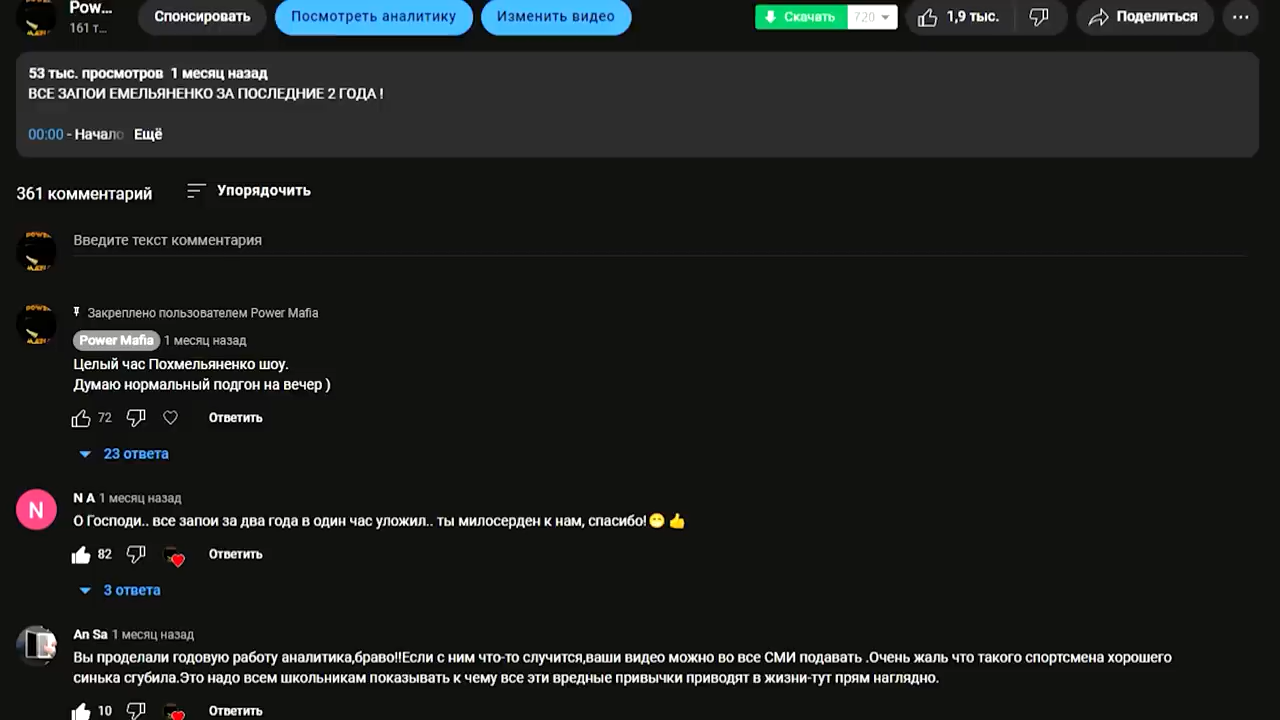 Pow...
161 т...
Спонсировать
Посмотреть аналитику
Изменить видео
Скачать 720
1,9 тыс.
Поделиться
53 тыс. просмотров 1 месяц назад
ВСЕ ЗАПОИ ЕМЕЛЬЯНЕНКО ЗА ПОСЛЕДНИЕ 2 ГОДА !
00:00 - Начало Ещё
361 комментарий
Упорядочить
Введите текст комментария
Закреплено пользователем Power Mafia
Power Mafia 1 месяц назад
Целый час Похмельяненко шоу.
Думаю нормальный подгон на вечер )
72 Ответить
23 ответа
N
N A 1 месяц назад
О Господи.. все запои за два года в один час уложил.. ты милосерден к нам, спасибо!😁👍
82 Ответить
3 ответа
An Sa 1 месяц назад
Вы проделали годовую работу аналитика,браво!!Если с ним что-то случится,ваши видео можно во все СМИ подавать .Очень жаль что такого спортсмена хорошего
синька сгубила.Это надо всем школьникам показывать к чему все эти вредные привычки приводят в жизни-тут прям наглядно.
10 Ответить